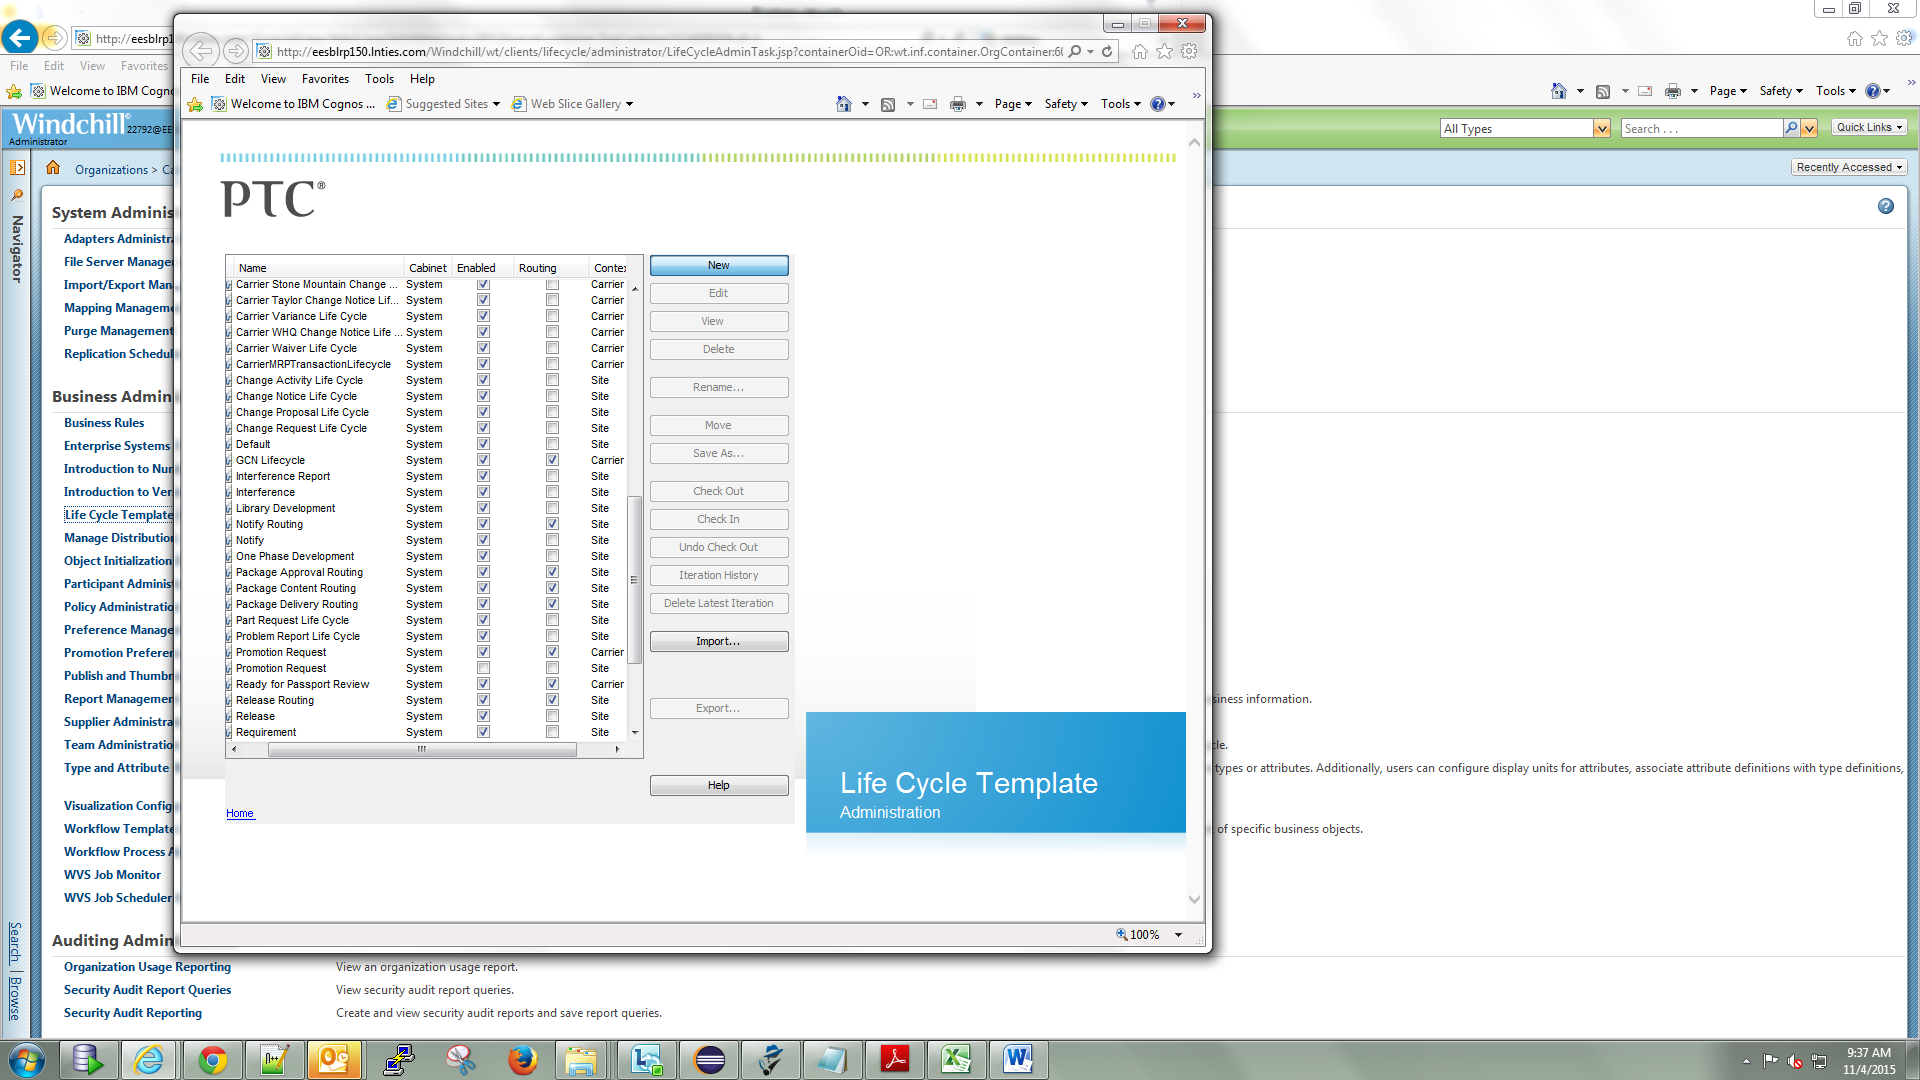 http://eesblrp1
File Edit View Favorites
Welcome to IBM Cogno
Page Safety Tools
Windchill® 22792@EE
Administrator
All Types
Search . . .
Quick Links
Organizations > Ca
Recently Accessed
Navigator
Search | Browse
System Adminis
Adapters Administra
File Server Manage
Import/Export Man
Mapping Manageme
Purge Management
Replication Schedul
Business Admin
Business Rules
Enterprise Systems
Introduction to Nur
Introduction to Ver
Life Cycle Template
Manage Distribution
Object Initialization
Participant Adminis
Policy Administratio
Preference Manage
Promotion Preferen
Publish and Thumbn
Report Managemen
Supplier Administra
Team Administratio
Type and Attribute
Visualization Config
Workflow Template
Workflow Process A
WVS Job Monitor
WVS Job Scheduler
Auditing Admin
Organization Usage Reporting View an organization usage report.
Security Audit Report Queries View security audit report queries.
Security Audit Reporting Create and view security audit reports and save report queries.
siness information.
cle.
types or attributes. Additionally, users can configure display units for attributes, associate attribute definitions with type definitions,
of specific business objects.
http://eesblrp150.lnties.com/Windchill/wt/clients/lifecycle/administrator/LifeCycleAdminTask.jsp?containerOid=OR:wt.inf.container.OrgContainer:60
File Edit View Favorites Tools Help
Welcome to IBM Cognos ... Suggested Sites Web Slice Gallery Page Safety Tools
PTC®
Name Cabinet Enabled Routing Contex
Carrier Stone Mountain Change ... System Carrier
Carrier Taylor Change Notice Lif... System Carrier
Carrier Variance Life Cycle System Carrier
Carrier WHQ Change Notice Life ... System Carrier
Carrier Waiver Life Cycle System Carrier
CarrierMRPTransactionLifecycle System Carrier
Change Activity Life Cycle System Site
Change Notice Life Cycle System Site
Change Proposal Life Cycle System Site
Change Request Life Cycle System Site
Default System Site
GCN Lifecycle System Carrier
Interference Report System Site
Interference System Site
Library Development System Site
Notify Routing System Site
Notify System Site
One Phase Development System Site
Package Approval Routing System Site
Package Content Routing System Site
Package Delivery Routing System Site
Part Request Life Cycle System Site
Problem Report Life Cycle System Site
Promotion Request System Carrier
Promotion Request System Site
Ready for Passport Review System Carrier
Release Routing System Site
Release System Site
Requirement System Site
New
Edit
View
Delete
Rename...
Move
Save As...
Check Out
Check In
Undo Check Out
Iteration History
Delete Latest Iteration
Import...
Export...
Help
Home
Life Cycle Template
Administration
100%
9:37 AM
11/4/2015